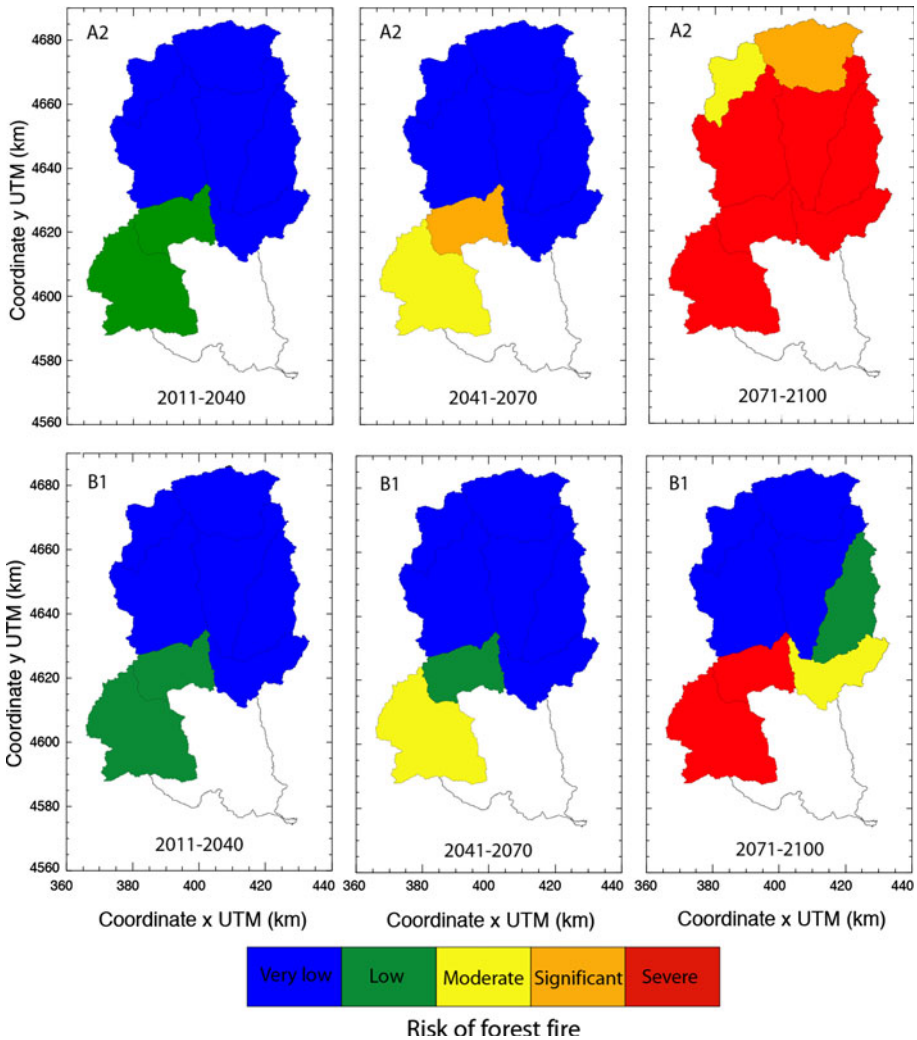 A2
A2
A2
Coordinate y UTM (km)
4680
4660
4640
4620
4600
4580
4560
2011-2040
2041-2070
2071-2100
B1
B1
B1
Coordinate y UTM (km)
4680
4660
4640
4620
4600
4580
4560
2011-2040
2041-2070
2071-2100
360 380 400 420 440
360 380 400 420 440
360 380 400 420 440
Coordinate x UTM (km)
Coordinate x UTM (km)
Coordinate x UTM (km)
Very low Low Moderate Significant Severe
Risk of forest fire